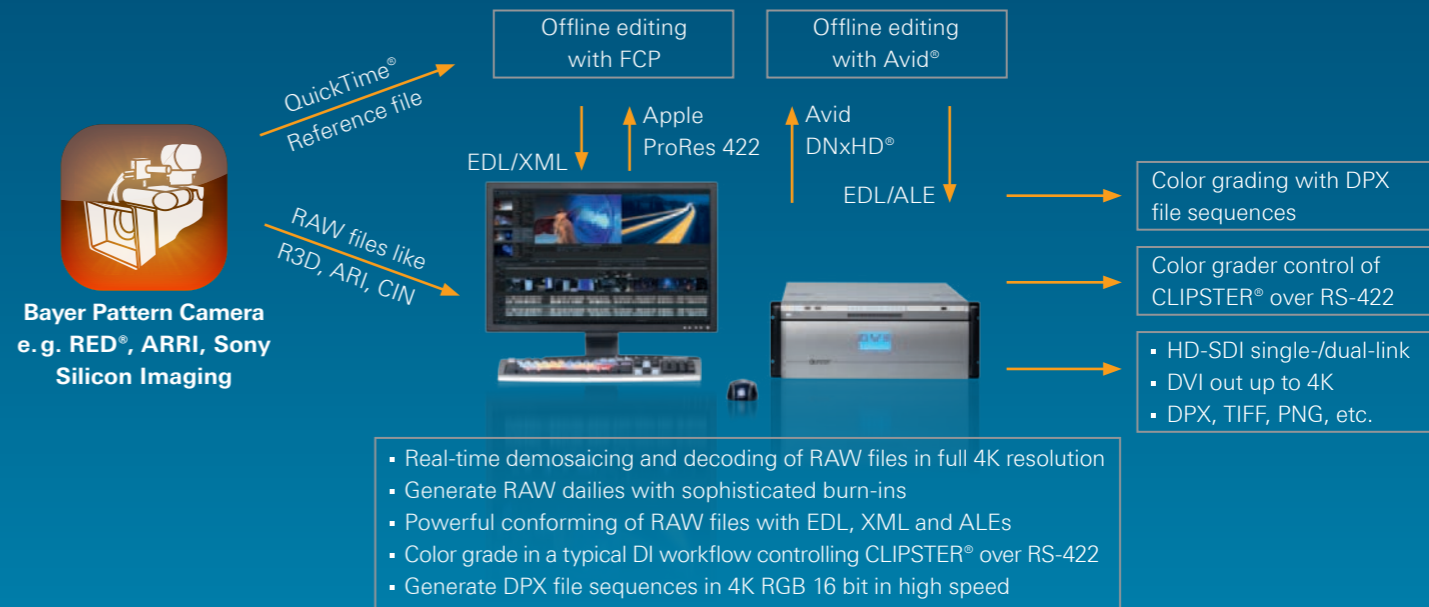 Offline editing
with FCP
Offline editing
with Avid®
QuickTime®
Reference file
EDL/XML
Apple
ProRes 422
Avid
DNxHD®
EDL/ALE
RAW files like
R3D, ARI, CIN
Bayer Pattern Camera
e. g. RED®, ARRI, Sony
Silicon Imaging
Color grading with DPX
file sequences
Color grader control of
CLIPSTER® over RS-422
▪ HD-SDI single-/dual-link
▪ DVI out up to 4K
▪ DPX, TIFF, PNG, etc.
DVS
▪ Real-time demosaicing and decoding of RAW files in full 4K resolution
▪ Generate RAW dailies with sophisticated burn-ins
▪ Powerful conforming of RAW files with EDL, XML and ALEs
▪ Color grade in a typical DI workflow controlling CLIPSTER® over RS-422
▪ Generate DPX file sequences in 4K RGB 16 bit in high speed